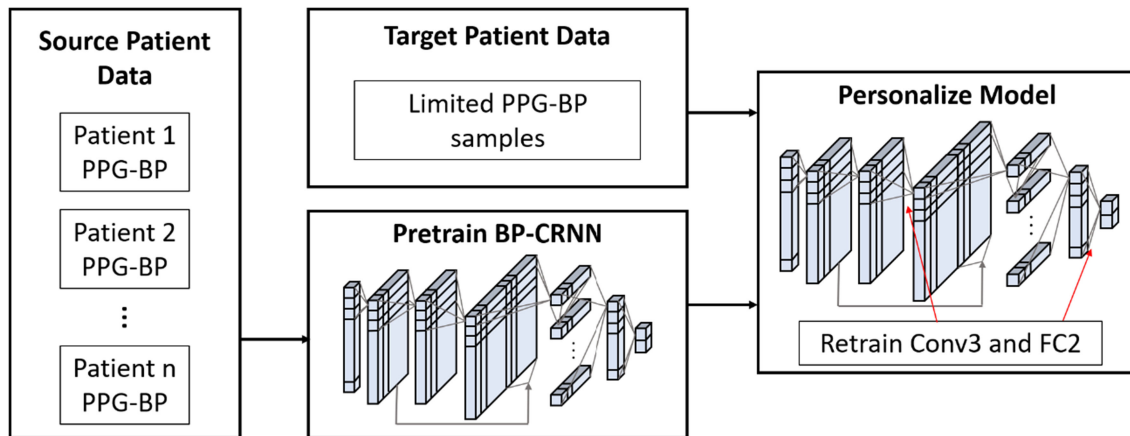 Source Patient
Data
Patient 1
PPG-BP
Patient 2
PPG-BP
⋮
Patient n
PPG-BP
Target Patient Data
Limited PPG-BP
samples
Pretrain BP-CRNN
Personalize Model
Retrain Conv3 and FC2